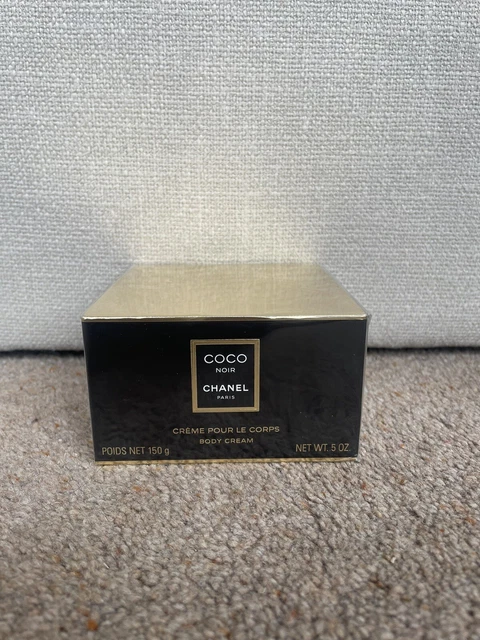 COCO
NOIR
CHANEL
PARIS
CRÈME POUR LE CORPS
BODY CREAM
POIDS NET 150 g
NET WT. 5 OZ.